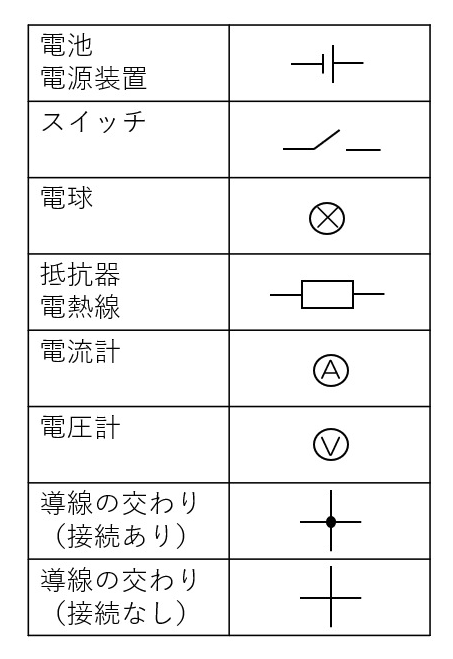 電池
電源装置
スイッチ
電球
抵抗器
電熱線
電流計
A
電圧計
V
導線の交わり
（接続あり）
導線の交わり
（接続なし）